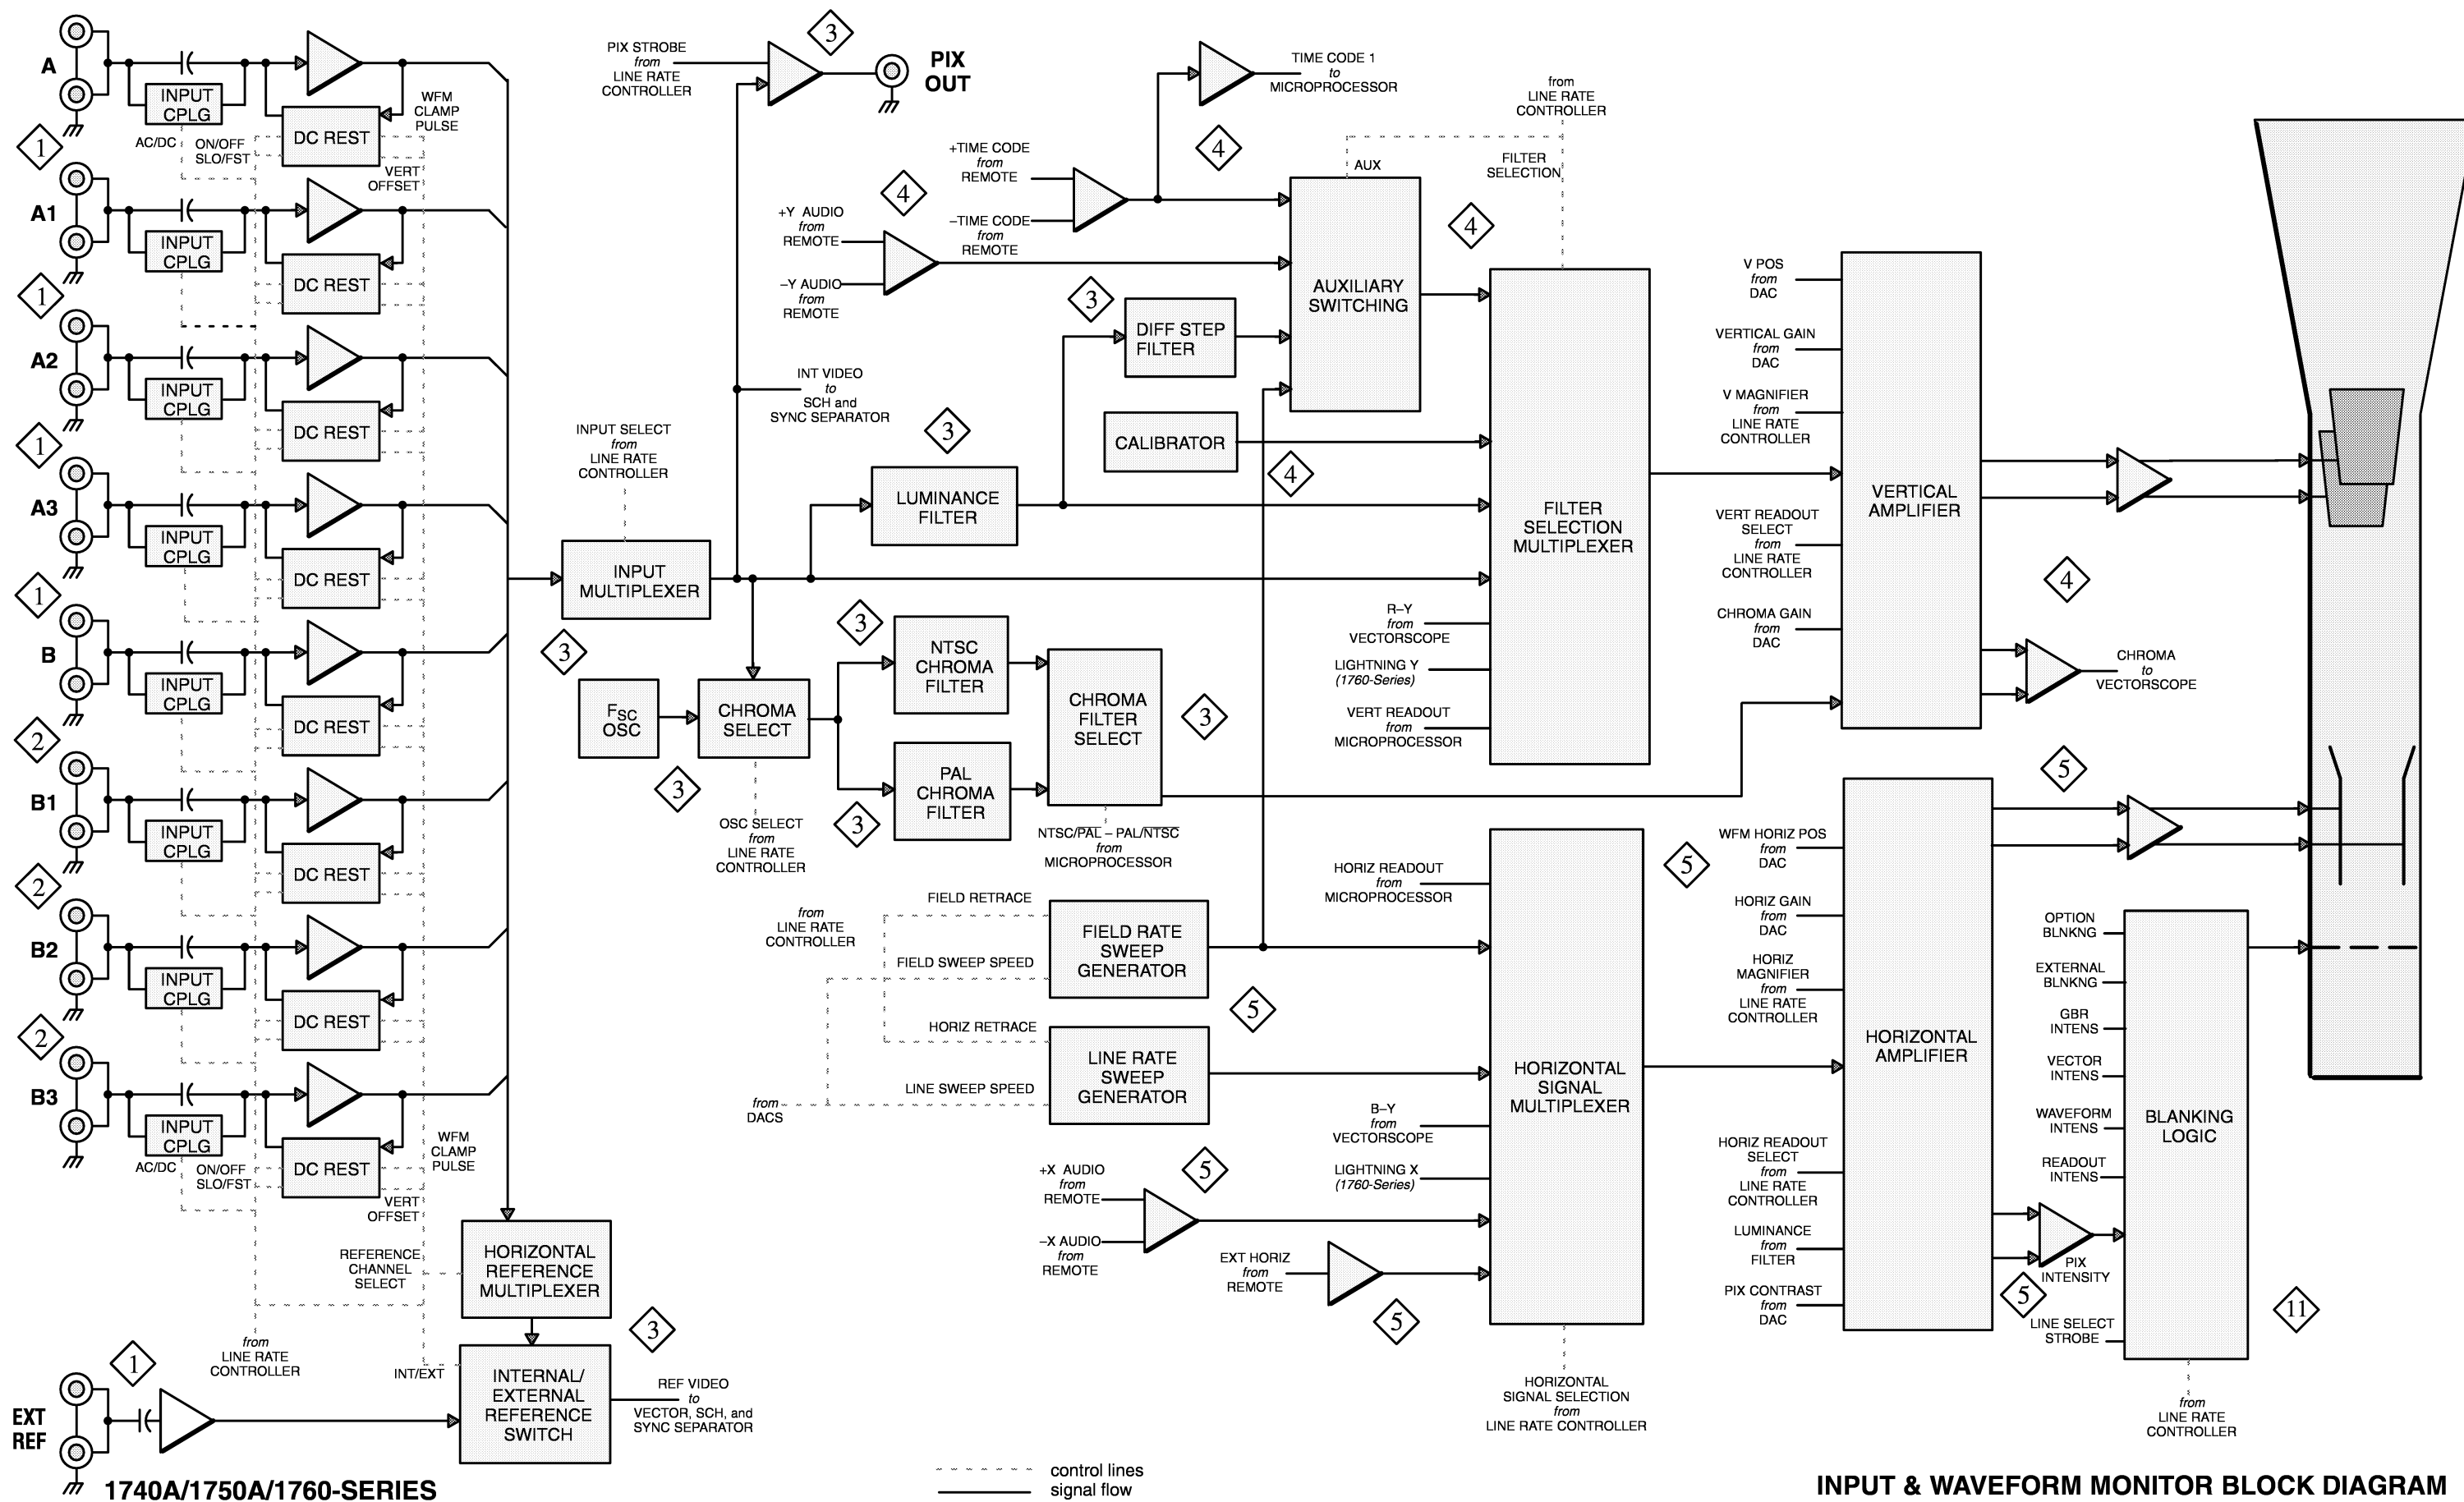 A
INPUT
CPLG
AC/DC
ON/OFF
SLO/FST
DC REST
WFM
CLAMP
PULSE
VERT
OFFSET
1
A1
INPUT
CPLG
DC REST
1
A2
INPUT
CPLG
DC REST
1
A3
INPUT
CPLG
DC REST
1
B
INPUT
CPLG
DC REST
2
B1
INPUT
CPLG
DC REST
2
B2
INPUT
CPLG
DC REST
2
B3
INPUT
CPLG
AC/DC
ON/OFF
SLO/FST
DC REST
WFM
CLAMP
PULSE
VERT
OFFSET
REFERENCE
CHANNEL
SELECT
HORIZONTAL
REFERENCE
MULTIPLEXER
3
from
LINE RATE
CONTROLLER
INT/EXT
1
EXT
REF
INTERNAL/
EXTERNAL
REFERENCE
SWITCH
REF VIDEO
to
VECTOR, SCH, and
SYNC SEPARATOR
PIX STROBE
from
LINE RATE
CONTROLLER
3
PIX
OUT
INT VIDEO
to
SCH and
SYNC SEPARATOR
INPUT SELECT
from
LINE RATE
CONTROLLER
INPUT
MULTIPLEXER
3
TIME CODE 1
to
MICROPROCESSOR
4
+TIME CODE
from
REMOTE
–TIME CODE
from
REMOTE
4
+Y AUDIO
from
REMOTE
–Y AUDIO
from
REMOTE
from
LINE RATE
CONTROLLER
AUX
FILTER
SELECTION
AUXILIARY
SWITCHING
4
3
DIFF STEP
FILTER
CALIBRATOR
4
3
LUMINANCE
FILTER
FILTER
SELECTION
MULTIPLEXER
R–Y
from
VECTORSCOPE
LIGHTNING Y
(1760-Series)
VERT READOUT
from
MICROPROCESSOR
FSC
OSC
CHROMA
SELECT
3
OSC SELECT
from
LINE RATE
CONTROLLER
3
NTSC
CHROMA
FILTER
PAL
CHROMA
FILTER
3
CHROMA
FILTER
SELECT
3
NTSC/PAL – PAL/NTSC
from
MICROPROCESSOR
V POS
from
DAC
VERTICAL GAIN
from
DAC
V MAGNIFIER
from
LINE RATE
CONTROLLER
VERT READOUT
SELECT
from
LINE RATE
CONTROLLER
CHROMA GAIN
from
DAC
VERTICAL
AMPLIFIER
4
CHROMA
to
VECTORSCOPE
FIELD RETRACE
from
LINE RATE
CONTROLLER
FIELD SWEEP SPEED
FIELD RATE
SWEEP
GENERATOR
5
HORIZ RETRACE
LINE SWEEP SPEED
from
DACS
LINE RATE
SWEEP
GENERATOR
HORIZ READOUT
from
MICROPROCESSOR
B–Y
from
VECTORSCOPE
LIGHTNING X
(1760-Series)
+X AUDIO
from
REMOTE
–X AUDIO
from
REMOTE
5
EXT HORIZ
from
REMOTE
5
HORIZONTAL
SIGNAL
MULTIPLEXER
5
HORIZONTAL
SIGNAL SELECTION
from
LINE RATE CONTROLLER
WFM HORIZ POS
from
DAC
HORIZ GAIN
from
DAC
HORIZ
MAGNIFIER
from
LINE RATE
CONTROLLER
HORIZ READOUT
SELECT
from
LINE RATE
CONTROLLER
LUMINANCE
from
FILTER
PIX CONTRAST
from
DAC
HORIZONTAL
AMPLIFIER
5
PIX
INTENSITY
5
OPTION
BLNKNG
EXTERNAL
BLNKNG
GBR
INTENS
VECTOR
INTENS
WAVEFORM
INTENS
READOUT
INTENS
LINE SELECT
STROBE
BLANKING
LOGIC
11
from
LINE RATE
CONTROLLER
control lines
signal flow
1740A/1750A/1760-SERIES
INPUT & WAVEFORM MONITOR BLOCK DIAGRAM